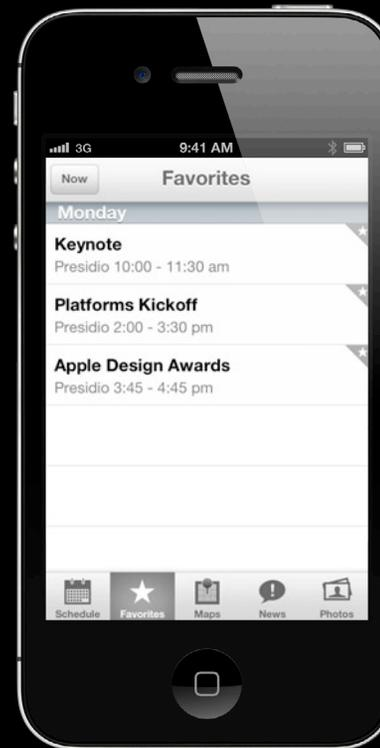 3G 9:41 AM
Now Favorites
Monday
Keynote
Presidio 10:00 - 11:30 am
Platforms Kickoff
Presidio 2:00 - 3:30 pm
Apple Design Awards
Presidio 3:45 - 4:45 pm
Schedule Favorites Maps News Photos